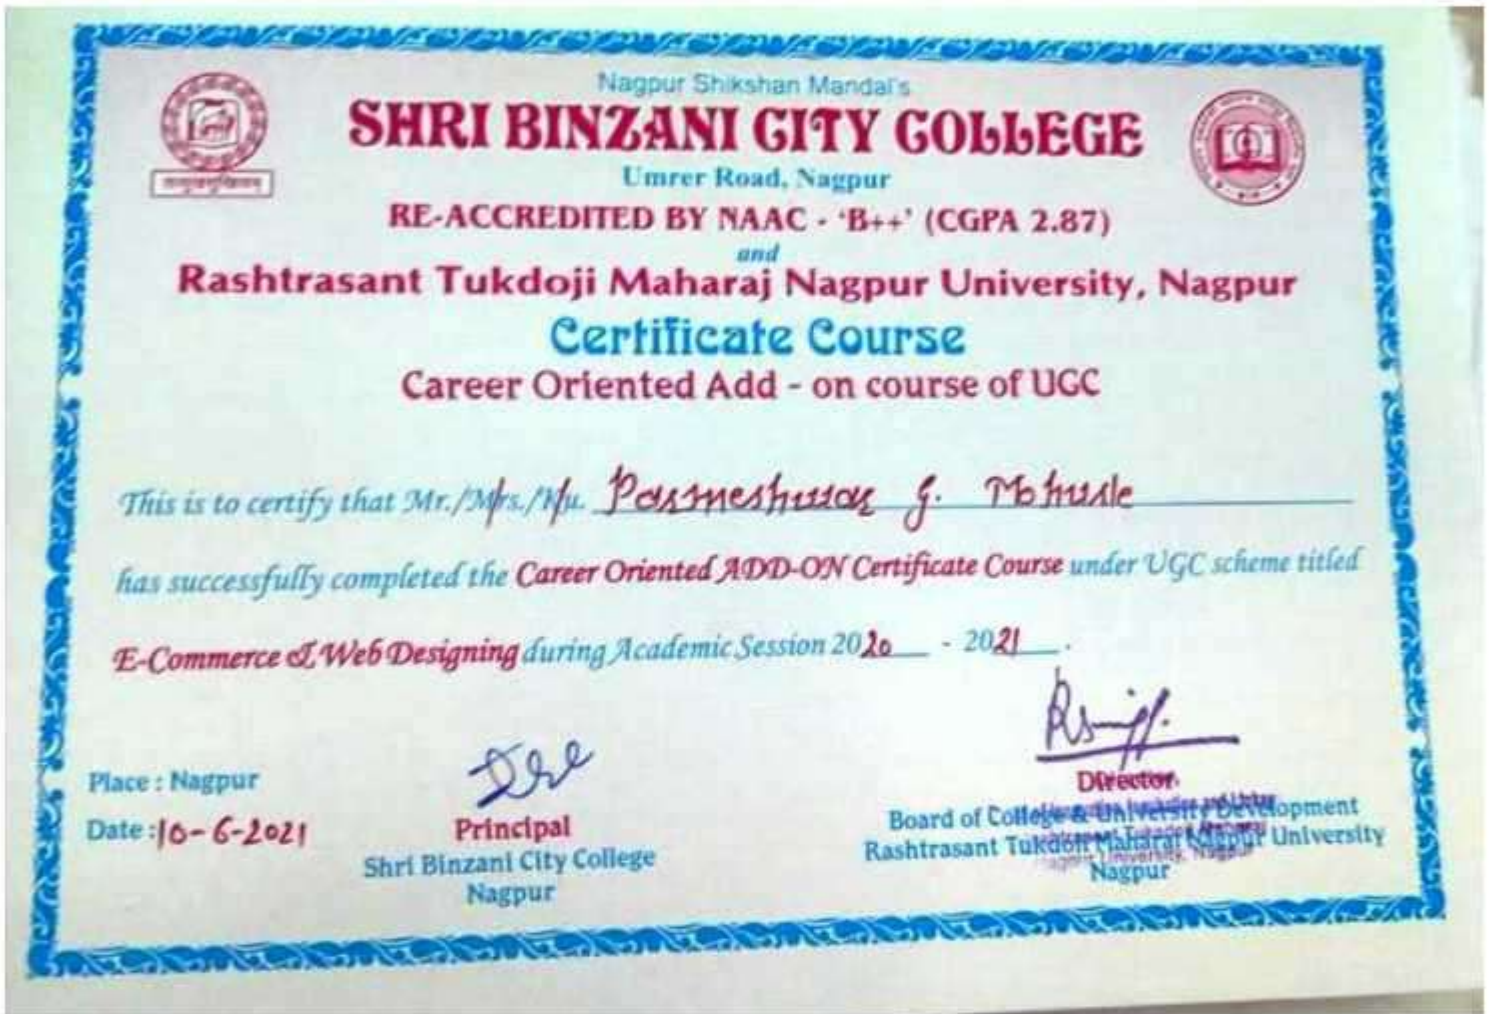 Nagpur Shikshan Mandal's
SHRI BINZANI CITY COLLEGE
Umrer Road, Nagpur
RE-ACCREDITED BY NAAC - 'B++' (CGPA 2.87)
and
Rashtrasant Tukdoji Maharaj Nagpur University, Nagpur
Certificate Course
Career Oriented Add - on course of UGC
This is to certify that Mr./Mrs./Ku. Parmeshwar G. Mohurle
has successfully completed the Career Oriented ADD-ON Certificate Course under UGC scheme titled
E-Commerce & Web Designing during Academic Session 2020 - 2021.
Place : Nagpur
Date : 10-6-2021
Principal
Shri Binzani City College
Nagpur
Director
Board of College & University Development
Rashtrasant Tukdoji Maharaj Nagpur University
Nagpur